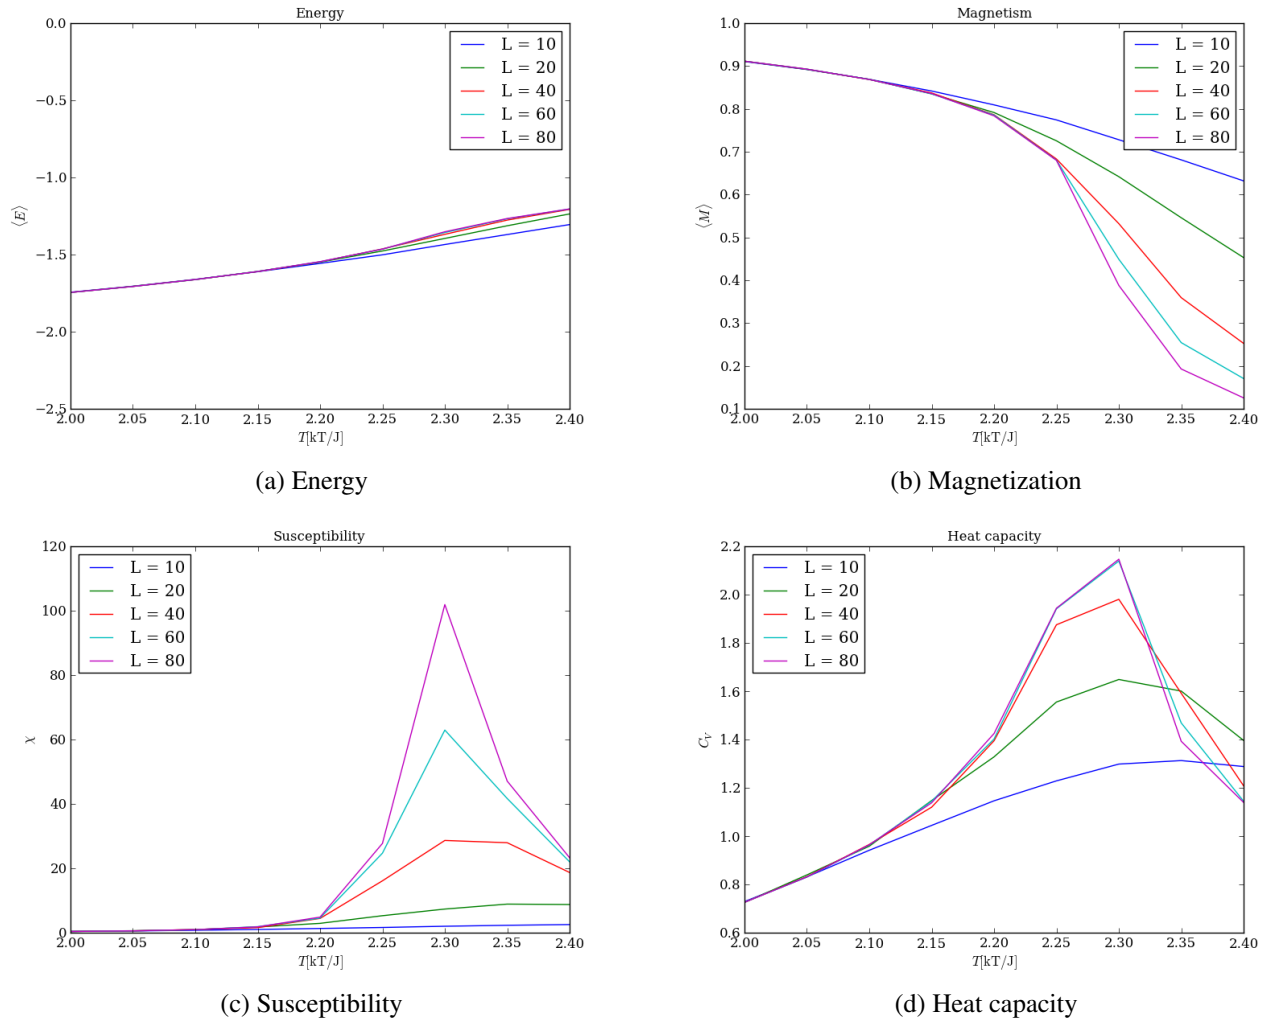 Energy
0.0
−0.5
−1.0
−1.5
−2.0
−2.5
⟨E⟩
L = 10
L = 20
L = 40
L = 60
L = 80
2.00 2.05 2.10 2.15 2.20 2.25 2.30 2.35 2.40
T[kT/J]
(a) Energy
Magnetism
1.0
0.9
0.8
0.7
0.6
0.5
0.4
0.3
0.2
0.1
⟨M⟩
L = 10
L = 20
L = 40
L = 60
L = 80
2.00 2.05 2.10 2.15 2.20 2.25 2.30 2.35 2.40
T[kT/J]
(b) Magnetization
Susceptibility
120
100
80
60
40
20
0
χ
L = 10
L = 20
L = 40
L = 60
L = 80
2.00 2.05 2.10 2.15 2.20 2.25 2.30 2.35 2.40
T[kT/J]
(c) Susceptibility
Heat capacity
2.2
2.0
1.8
1.6
1.4
1.2
1.0
0.8
0.6
C_V
L = 10
L = 20
L = 40
L = 60
L = 80
2.00 2.05 2.10 2.15 2.20 2.25 2.30 2.35 2.40
T[kT/J]
(d) Heat capacity